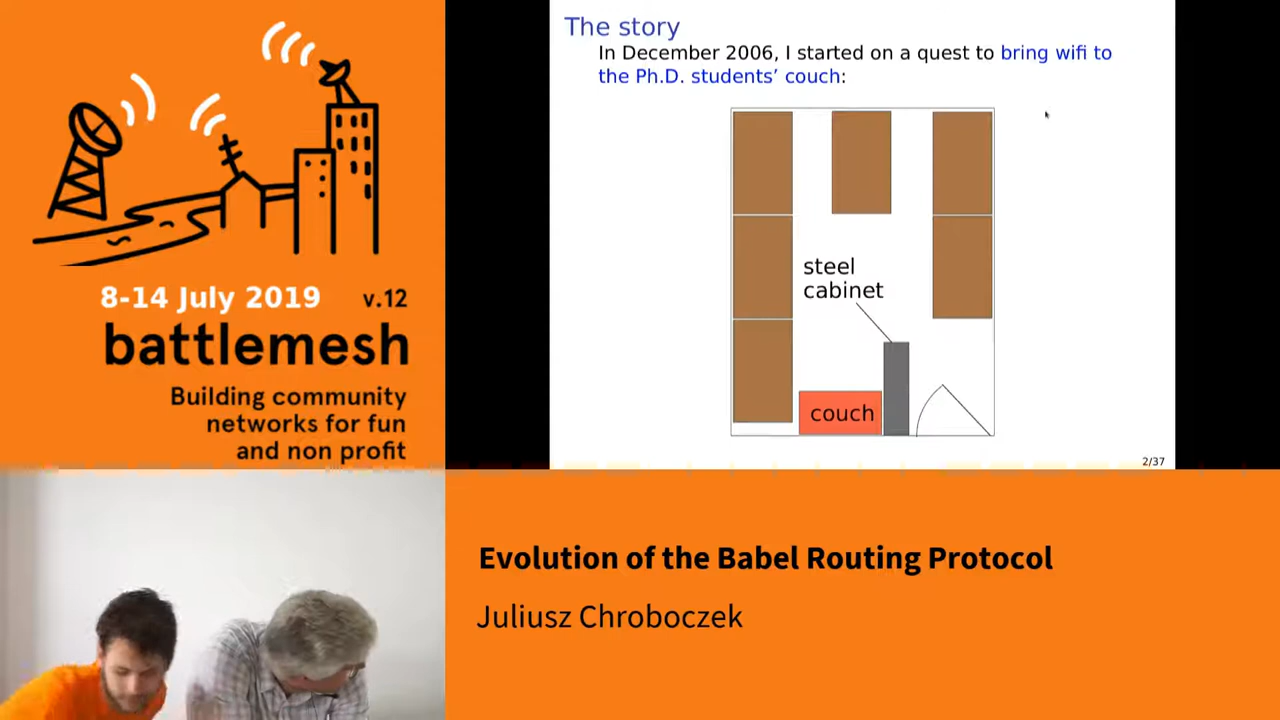 8-14 July 2019 v.12
battlemesh
Building community
networks for fun
and non profit
The story
In December 2006, I started on a quest to bring wifi to
the Ph.D. students’ couch:
steel
cabinet
couch
2/37
Evolution of the Babel Routing Protocol
Juliusz Chroboczek